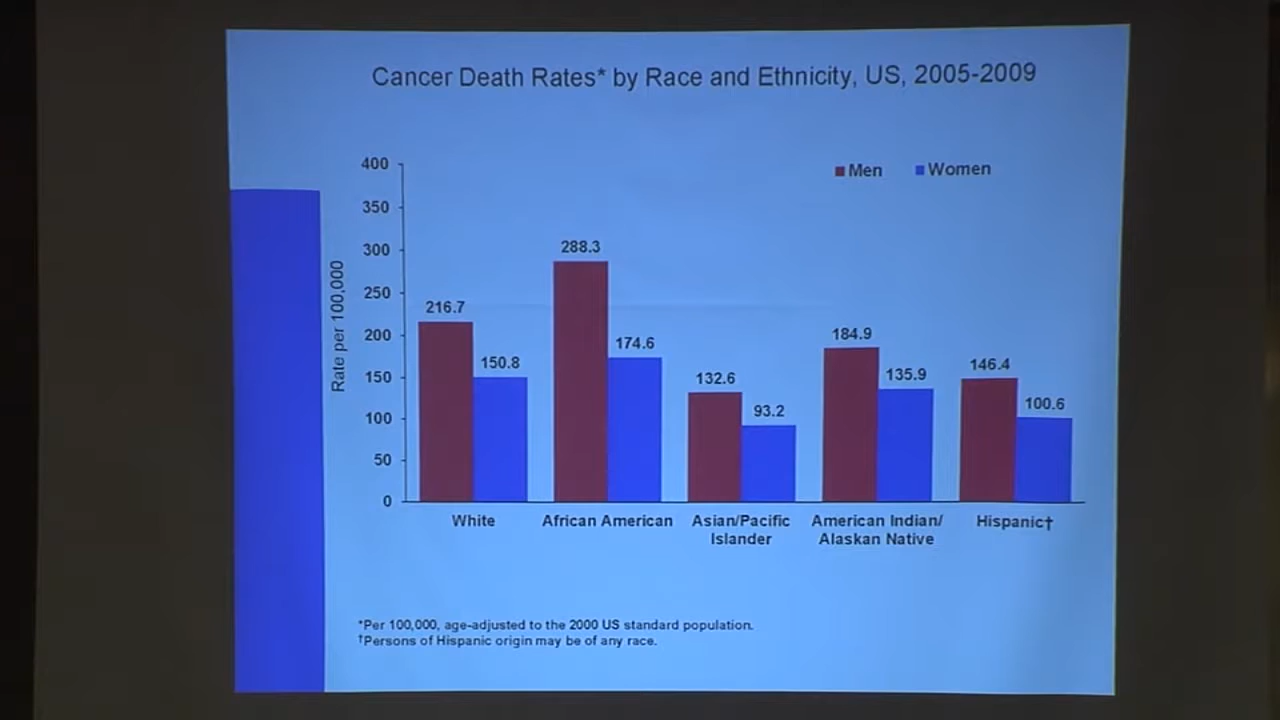 Cancer Death Rates* by Race and Ethnicity, US, 2005-2009
Men Women
Rate per 100,000
400
350
300
250
200
150
100
50
0
216.7
150.8
288.3
174.6
132.6
93.2
184.9
135.9
146.4
100.6
White
African American
Asian/Pacific
Islander
American Indian/
Alaskan Native
Hispanic†
*Per 100,000, age-adjusted to the 2000 US standard population.
†Persons of Hispanic origin may be of any race.